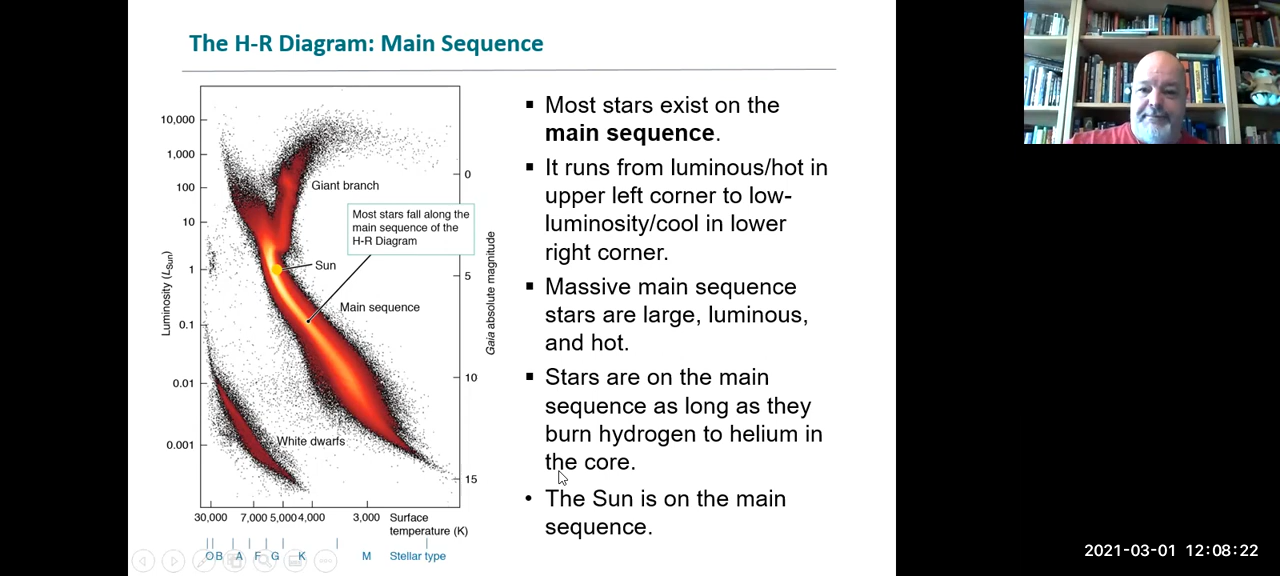 The H-R Diagram: Main Sequence
10,000
1,000
100
10
1
0.1
0.01
0.001
Luminosity (LSun)
Giant branch
Most stars fall along the
main sequence of the
H-R Diagram
Sun
Main sequence
White dwarfs
0
5
10
15
Gaia absolute magnitude
30,000 7,000 5,000 4,000 3,000 Surface
temperature (K)
O B A F G K M Stellar type
▪ Most stars exist on the
main sequence.
▪ It runs from luminous/hot in
upper left corner to low-
luminosity/cool in lower
right corner.
▪ Massive main sequence
stars are large, luminous,
and hot.
▪ Stars are on the main
sequence as long as they
burn hydrogen to helium in
the core.
• The Sun is on the main
sequence.
2021-03-01 12:08:22